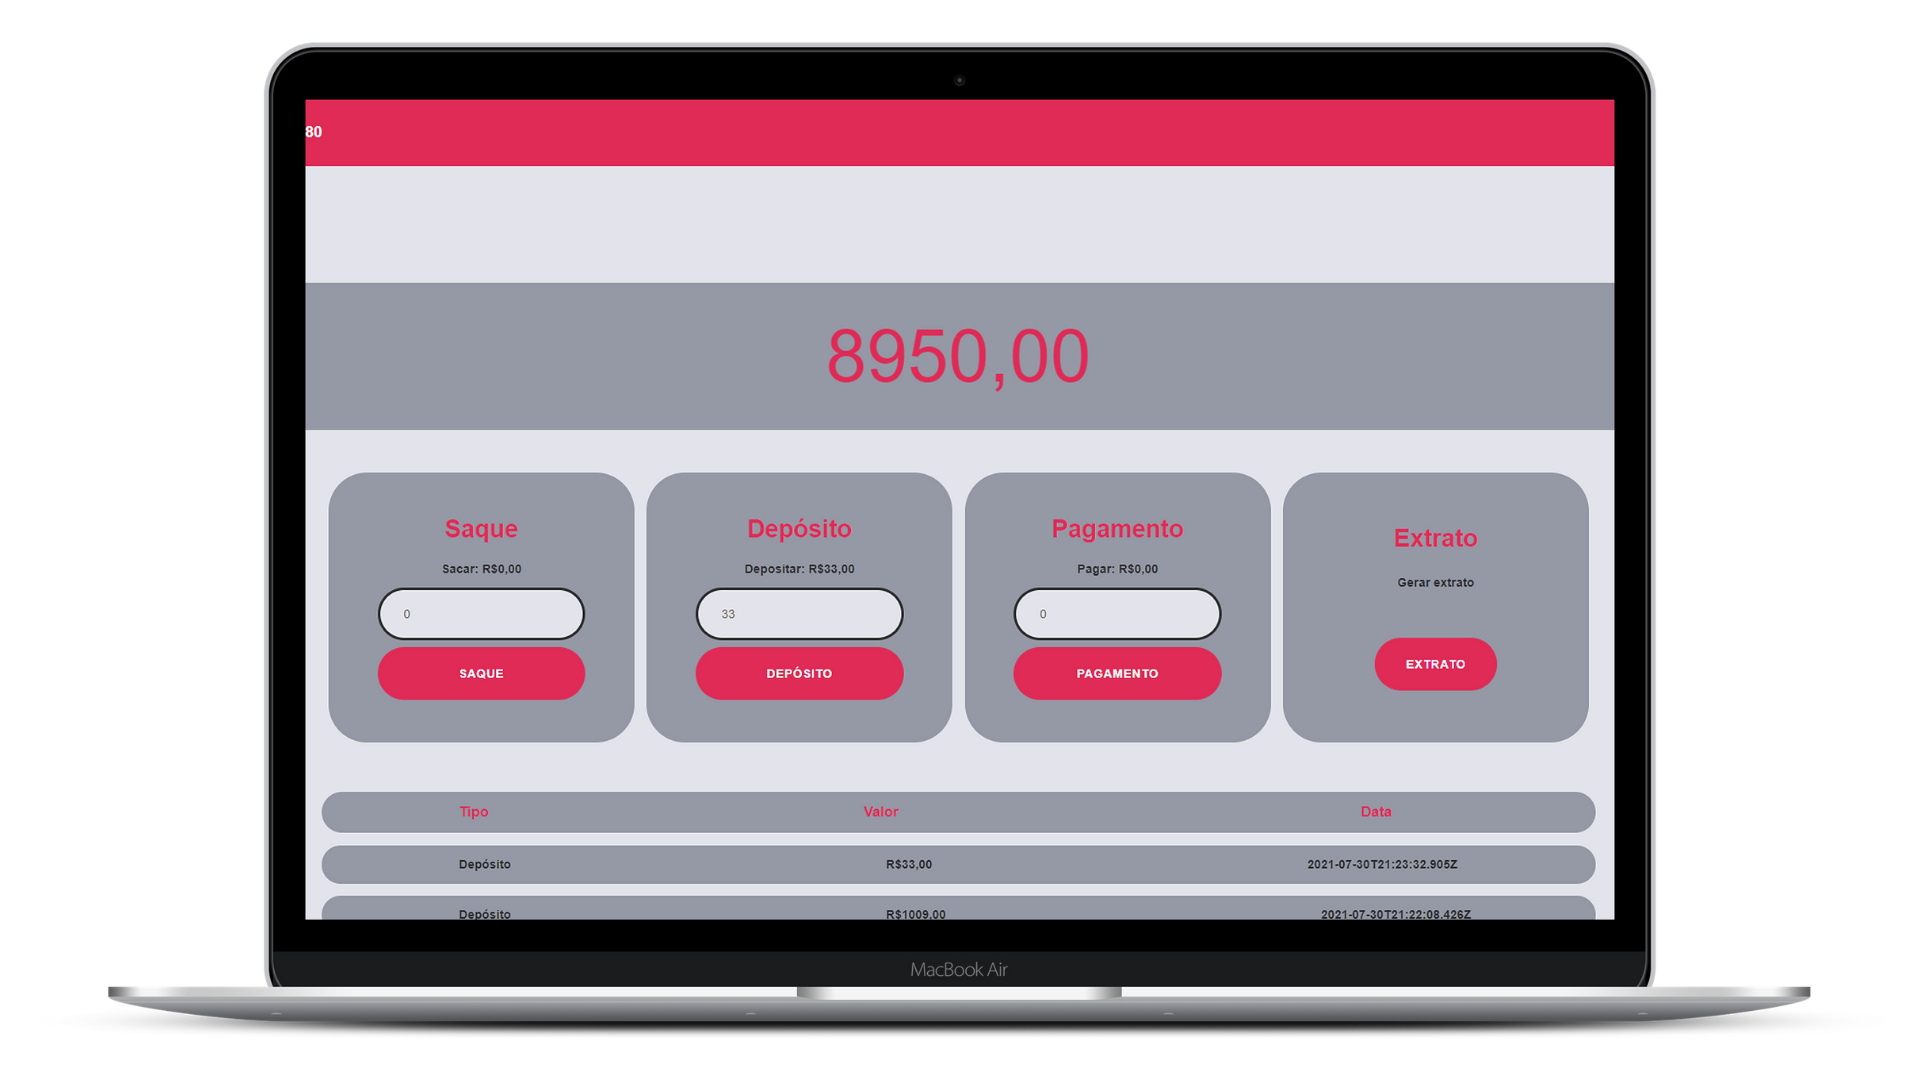 80
8950,00
Saque
Sacar: R$0,00
0
SAQUE
Depósito
Depositar: R$33,00
33
DEPÓSITO
Pagamento
Pagar: R$0,00
0
PAGAMENTO
Extrato
Gerar extrato
EXTRATO
Tipo Valor Data
Depósito R$33,00 2021-07-30T21:23:32.905Z
Depósito R$1009,00 2021-07-30T21:22:08.426Z
MacBook Air